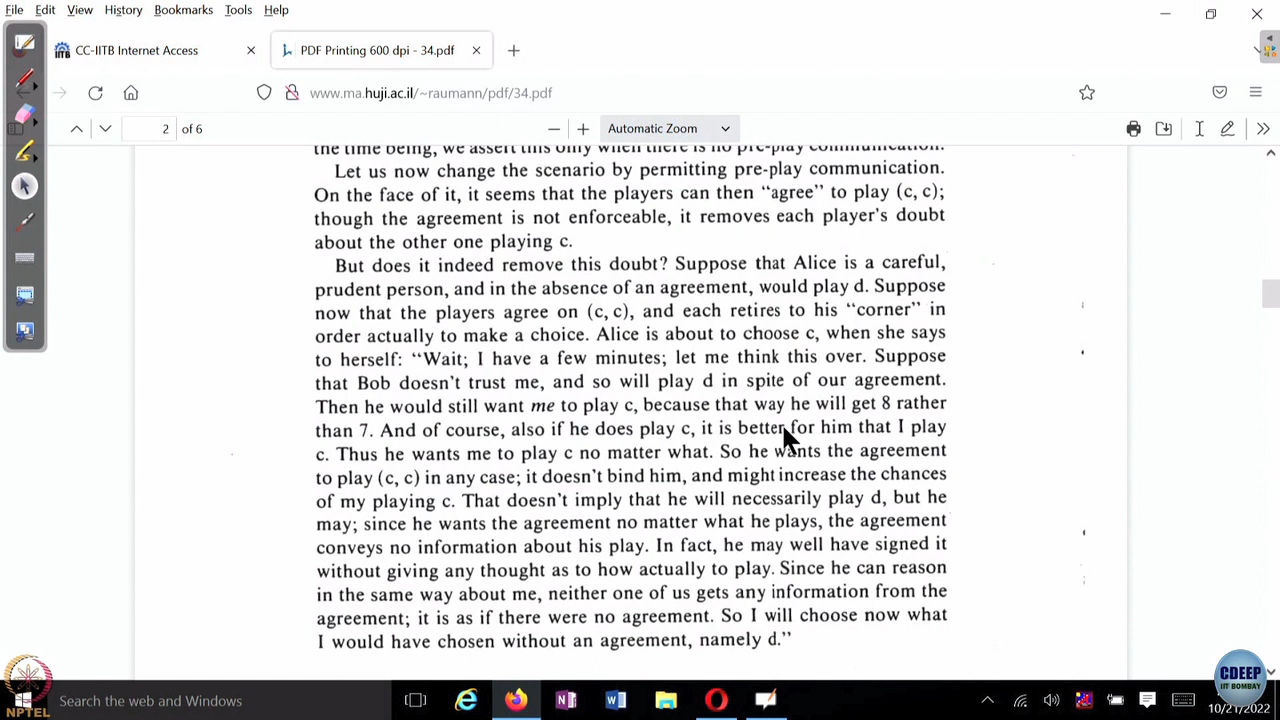 File Edit View History Bookmarks Tools Help
CC-IITB Internet Access
PDF Printing 600 dpi - 34.pdf
www.ma.huji.ac.il/~raumann/pdf/34.pdf
2 of 6
Automatic Zoom
the time being, we assert this only when there is no pre-play communication.
Let us now change the scenario by permitting pre-play communication.
On the face of it, it seems that the players can then “agree” to play (c, c);
though the agreement is not enforceable, it removes each player's doubt
about the other one playing c.
But does it indeed remove this doubt? Suppose that Alice is a careful,
prudent person, and in the absence of an agreement, would play d. Suppose
now that the players agree on (c, c), and each retires to his “corner” in
order actually to make a choice. Alice is about to choose c, when she says
to herself: “Wait; I have a few minutes; let me think this over. Suppose
that Bob doesn't trust me, and so will play d in spite of our agreement.
Then he would still want me to play c, because that way he will get 8 rather
than 7. And of course, also if he does play c, it is better for him that I play
c. Thus he wants me to play c no matter what. So he wants the agreement
to play (c, c) in any case; it doesn't bind him, and might increase the chances
of my playing c. That doesn't imply that he will necessarily play d, but he
may; since he wants the agreement no matter what he plays, the agreement
conveys no information about his play. In fact, he may well have signed it
without giving any thought as to how actually to play. Since he can reason
in the same way about me, neither one of us gets any information from the
agreement; it is as if there were no agreement. So I will choose now what
I would have chosen without an agreement, namely d.”
Search the web and Windows
NPTEL
CDEEP
IIT BOMBAY
10/21/2022